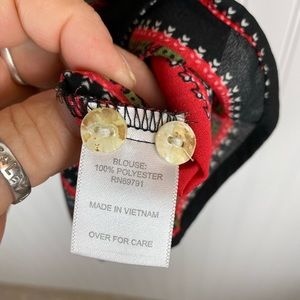 BLOUSE:
100% POLYESTER
RN69791
MADE IN VIETNAM
OVER FOR CARE